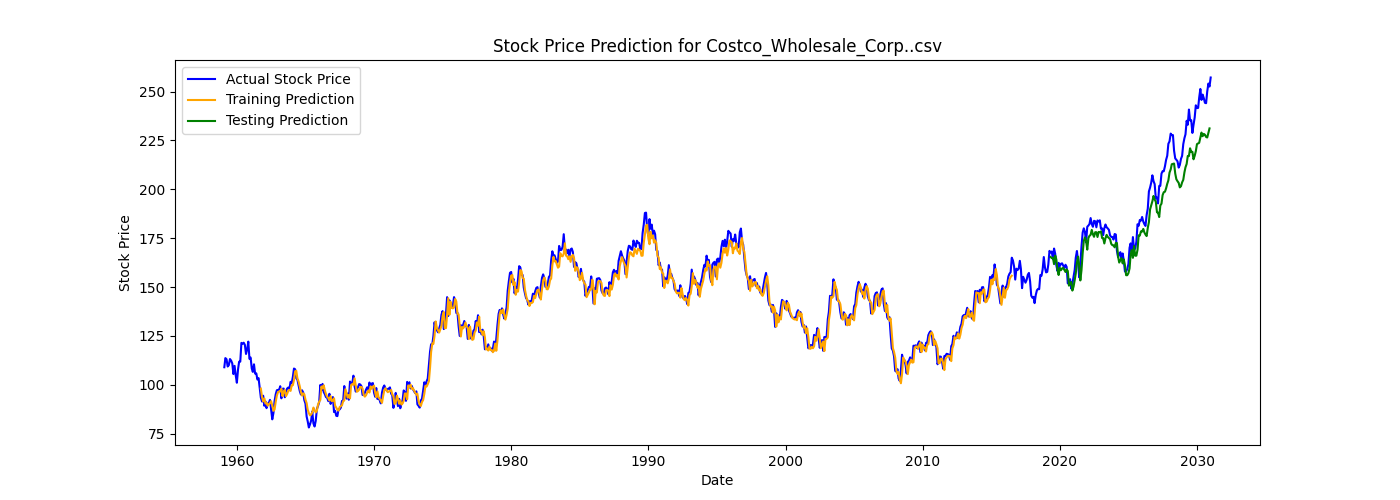 Stock Price Prediction for Costco_Wholesale_Corp..csv
Actual Stock Price
Training Prediction
Testing Prediction
Stock Price
250
225
200
175
150
125
100
75
1960 1970 1980 1990 2000 2010 2020 2030
Date